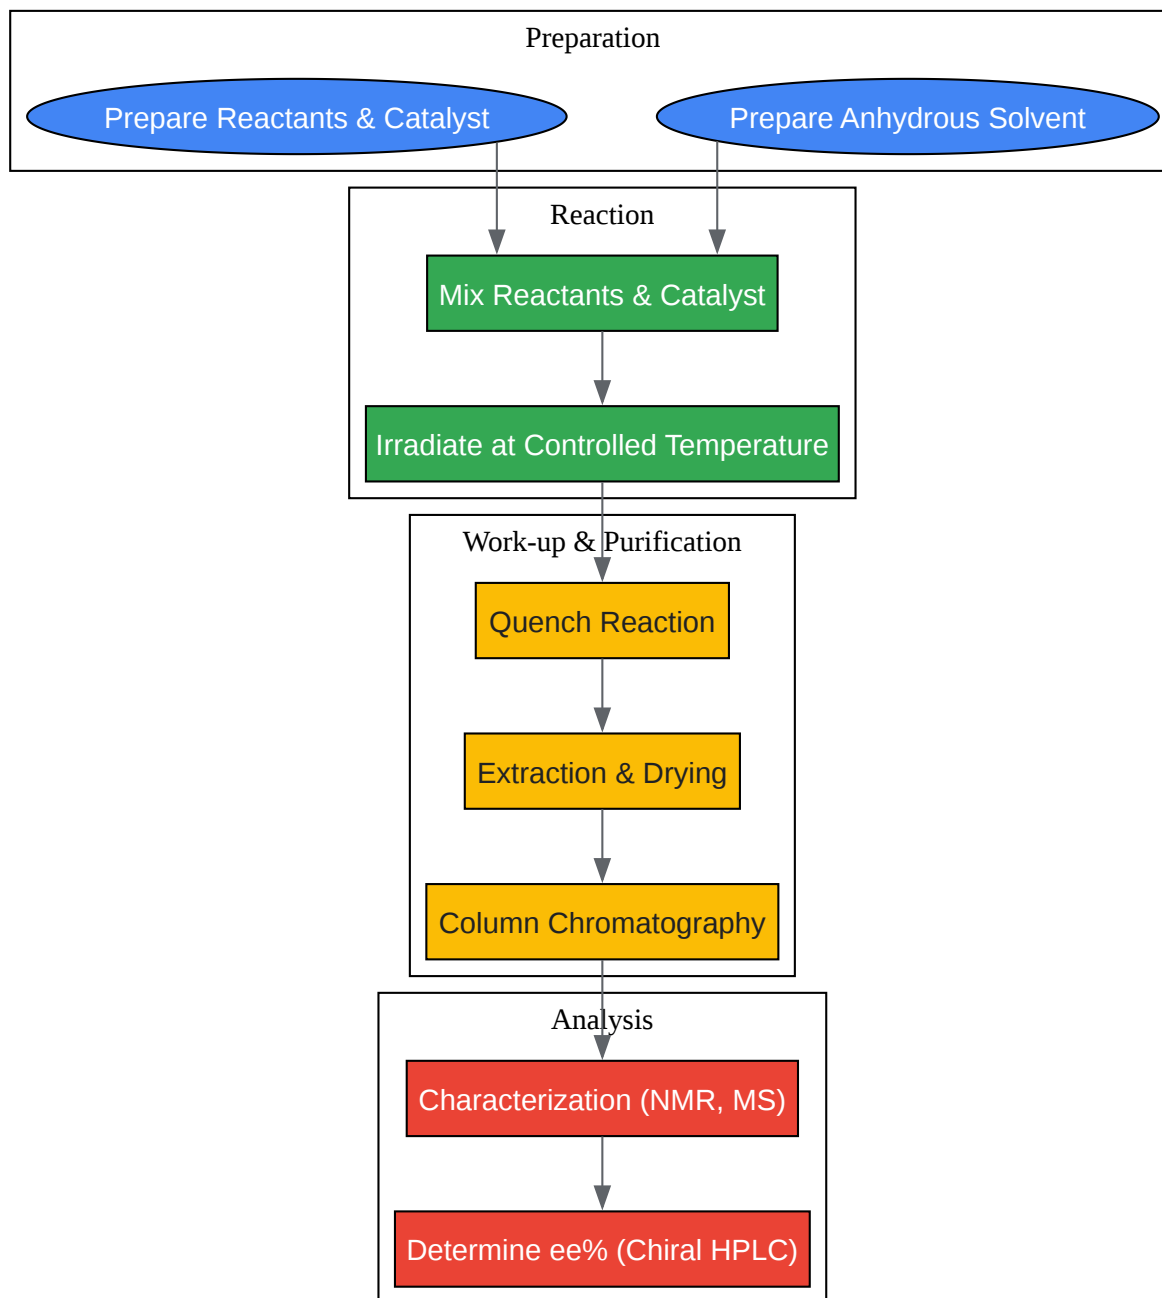 Preparation
Prepare Reactants & Catalyst
Prepare Anhydrous Solvent
Reaction
Mix Reactants & Catalyst
Irradiate at Controlled Temperature
Work-up & Purification
Quench Reaction
Extraction & Drying
Column Chromatography
Analysis
Characterization (NMR, MS)
Determine ee% (Chiral HPLC)